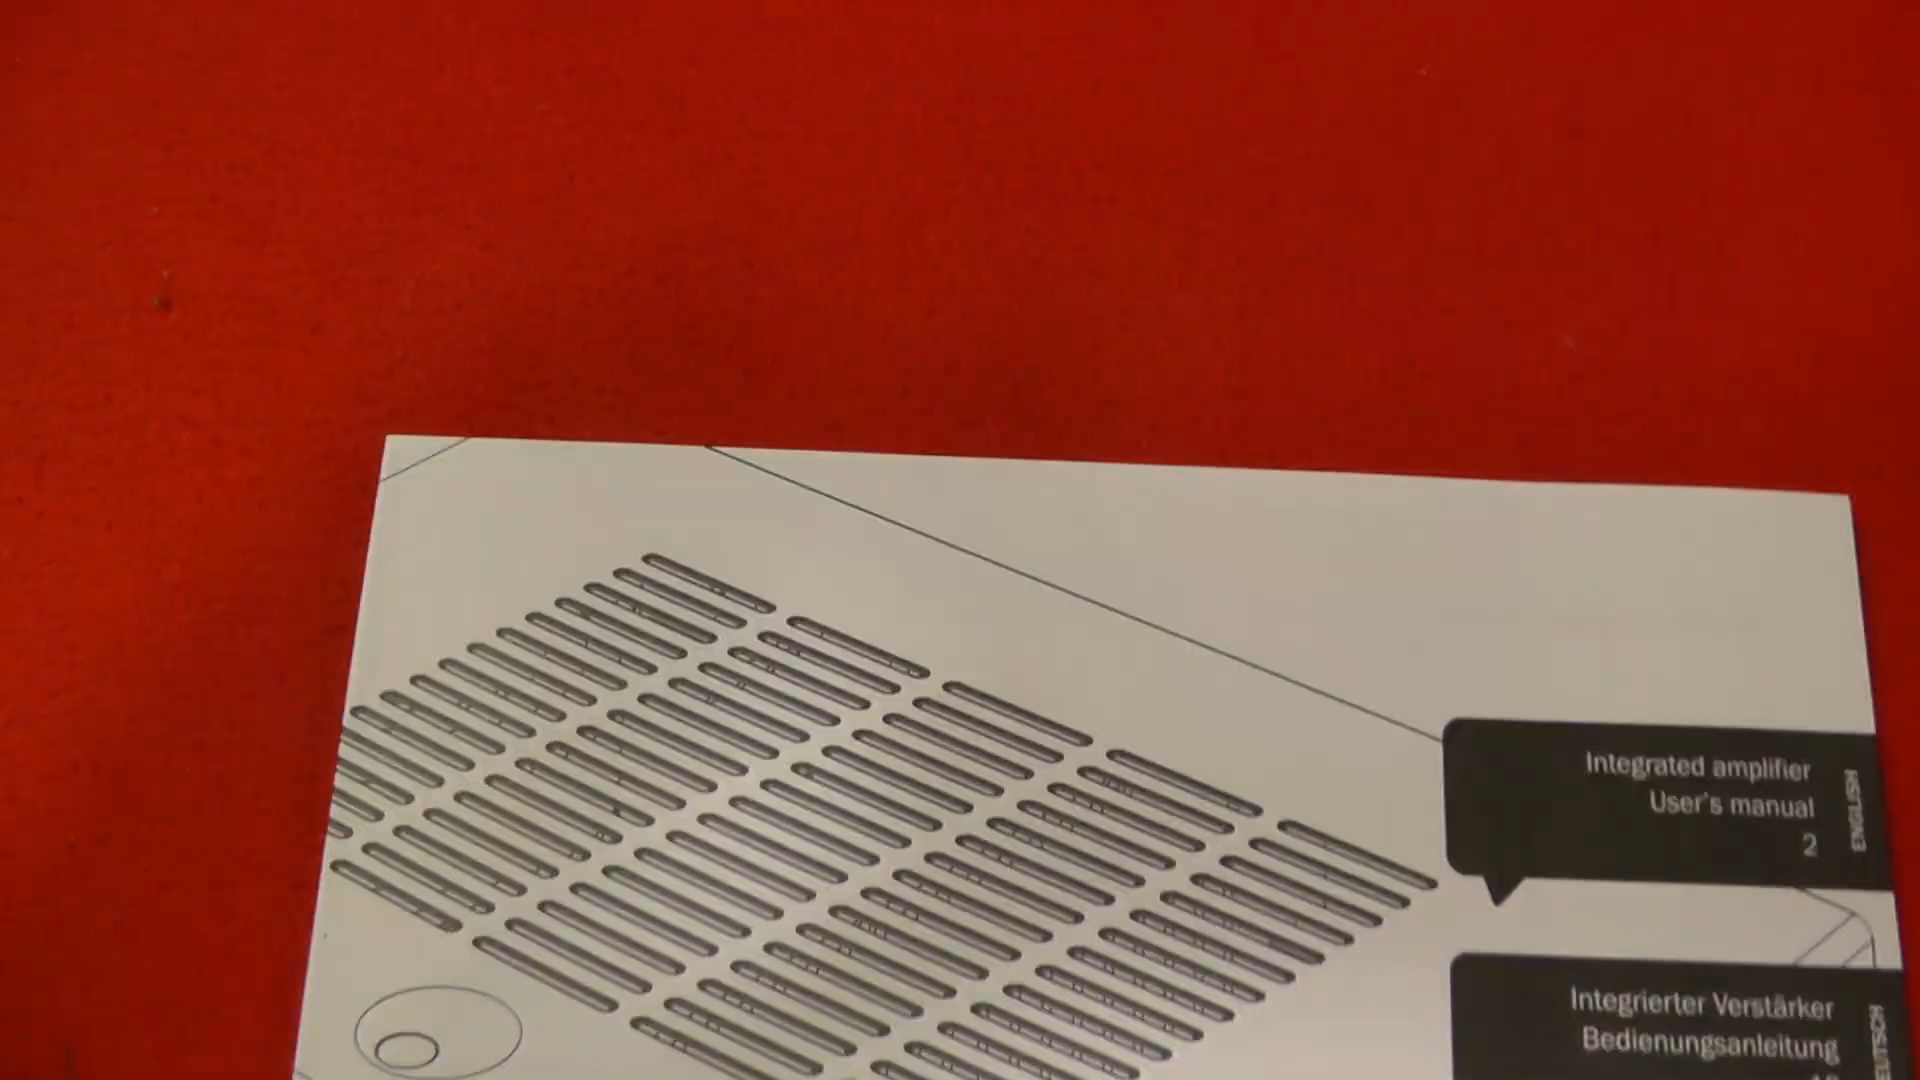 Integrated amplifier
User's manual
2
ENGLISH
Integrierter Verstärker
Bedienungsanleitung